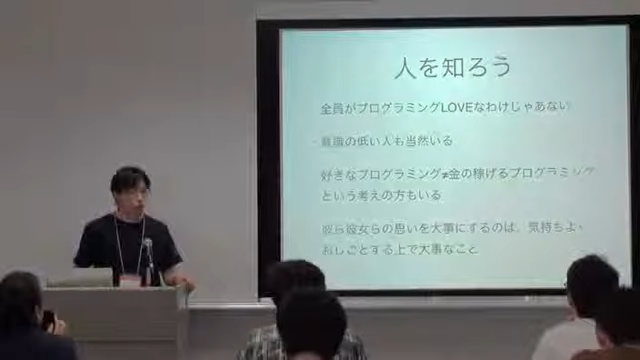 人を知ろう
全員がプログラミングLOVEなわけじゃあない
意識の低い人も当然いる
好きなプログラミング≠金の稼げるプログラミング
という考えの方もいる
彼ら彼女らの思いを大事にするのは、気持ちよく
おしごとする上で大事なこと